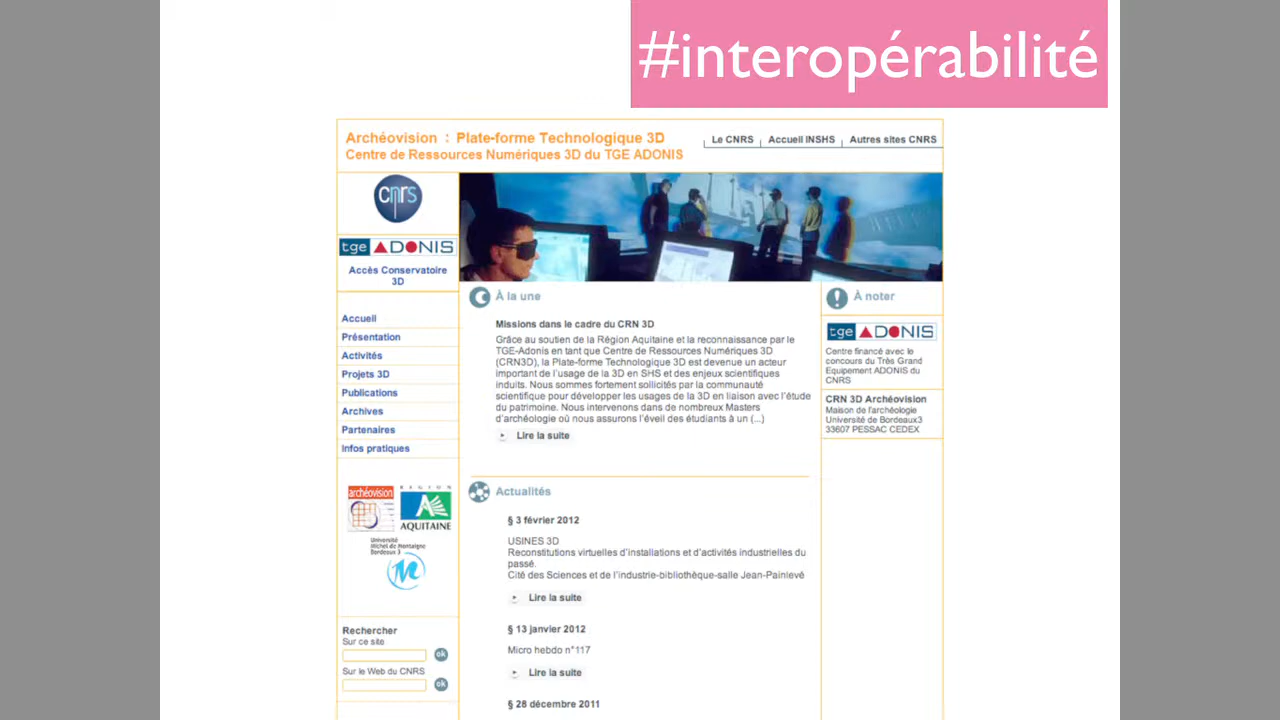 #interopérabilité
Archéovision : Plate-forme Technologique 3D
Centre de Ressources Numériques 3D du TGE ADONIS
Le CNRS
Accueil INSHS
Autres sites CNRS
cnrs
tge ADONIS
Accès Conservatoire
3D
Accueil
Présentation
Activités
Projets 3D
Publications
Archives
Partenaires
Infos pratiques
archéovision
REGION
AQUITAINE
Université
Michel de Montaigne
Bordeaux 3
Rechercher
Sur ce site
ok
Sur le Web du CNRS
ok
À la une
Missions dans le cadre du CRN 3D
Grâce au soutien de la Région Aquitaine et la reconnaissance par le
TGE-Adonis en tant que Centre de Ressources Numériques 3D
(CRN3D), la Plate-forme Technologique 3D est devenue un acteur
important de l'usage de la 3D en SHS et des enjeux scientifiques
induits. Nous sommes fortement sollicités par la communauté
scientifique pour développer les usages de la 3D en liaison avec l'étude
du patrimoine. Nous intervenons dans de nombreux Masters
d'archéologie où nous assurons l'éveil des étudiants à un (...)
Lire la suite
Actualités
§ 3 février 2012
USINES 3D
Reconstitutions virtuelles d'installations et d'activités industrielles du
passé.
Cité des Sciences et de l'industrie-bibliothèque-salle Jean-Painlevé
Lire la suite
§ 13 janvier 2012
Micro hebdo n°117
Lire la suite
§ 28 décembre 2011
À noter
tge ADONIS
Centre financé avec le
concours du Très Grand
Equipement ADONIS du
CNRS
CRN 3D Archéovision
Maison de l'archéologie
Université de Bordeaux3
33607 PESSAC CEDEX